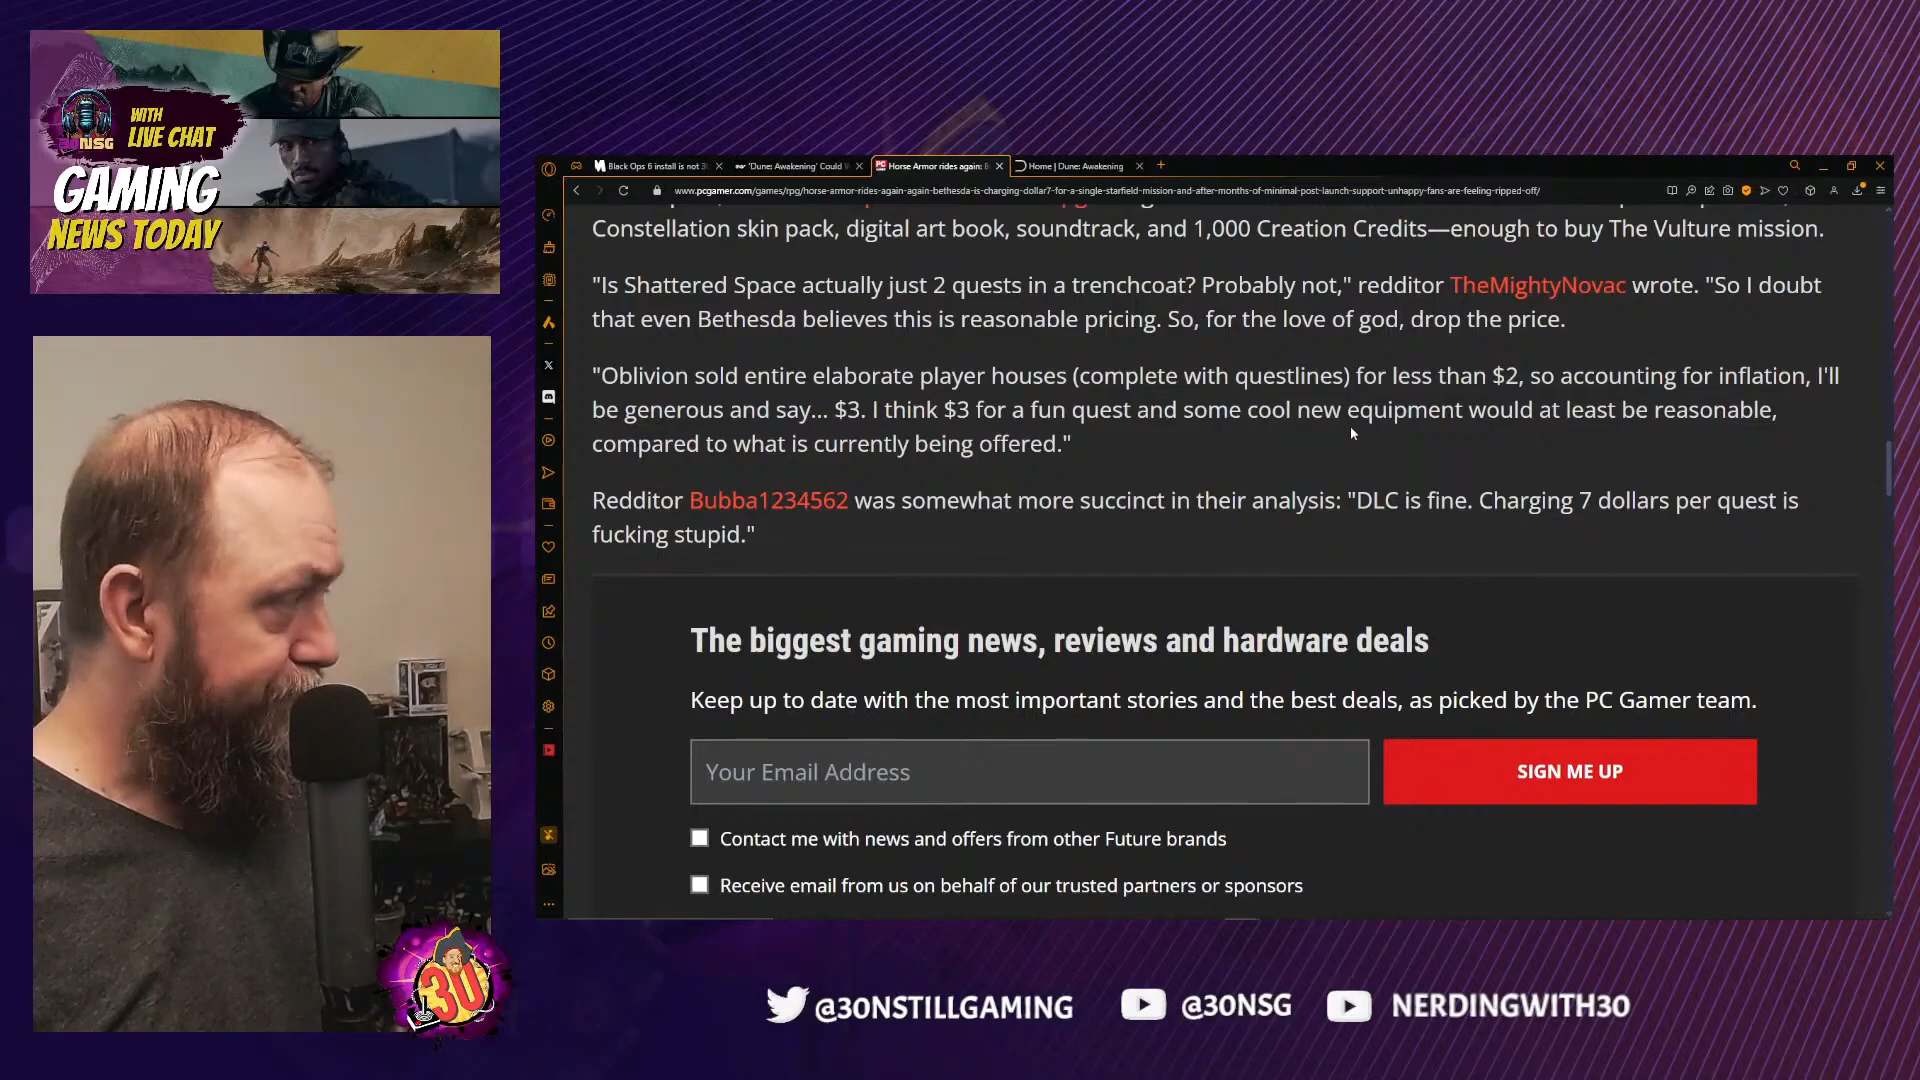 WITH
LIVE CHAT
30NSG
GAMING
NEWS TODAY
Black Ops 6 install is not 30
'Dune: Awakening' Could
Horse Armor rides again: B
Home | Dune: Awakening
www.pcgamer.com/games/rpg/horse-armor-rides-again-again-bethesda-is-charging-dollar7-for-a-single-starfield-mission-and-after-months-of-minimal-post-launch-support-unhappy-fans-are-feeling-ripped-off/
Constellation skin pack, digital art book, soundtrack, and 1,000 Creation Credits—enough to buy The Vulture mission.
"Is Shattered Space actually just 2 quests in a trenchcoat? Probably not," redditor TheMightyNovac wrote. "So I doubt
that even Bethesda believes this is reasonable pricing. So, for the love of god, drop the price.
"Oblivion sold entire elaborate player houses (complete with questlines) for less than $2, so accounting for inflation, I'll
be generous and say... $3. I think $3 for a fun quest and some cool new equipment would at least be reasonable,
compared to what is currently being offered."
Redditor Bubba1234562 was somewhat more succinct in their analysis: "DLC is fine. Charging 7 dollars per quest is
fucking stupid."
The biggest gaming news, reviews and hardware deals
Keep up to date with the most important stories and the best deals, as picked by the PC Gamer team.
Your Email Address
SIGN ME UP
Contact me with news and offers from other Future brands
Receive email from us on behalf of our trusted partners or sponsors
30
@30NSTILLGAMING
@30NSG
NERDINGWITH30